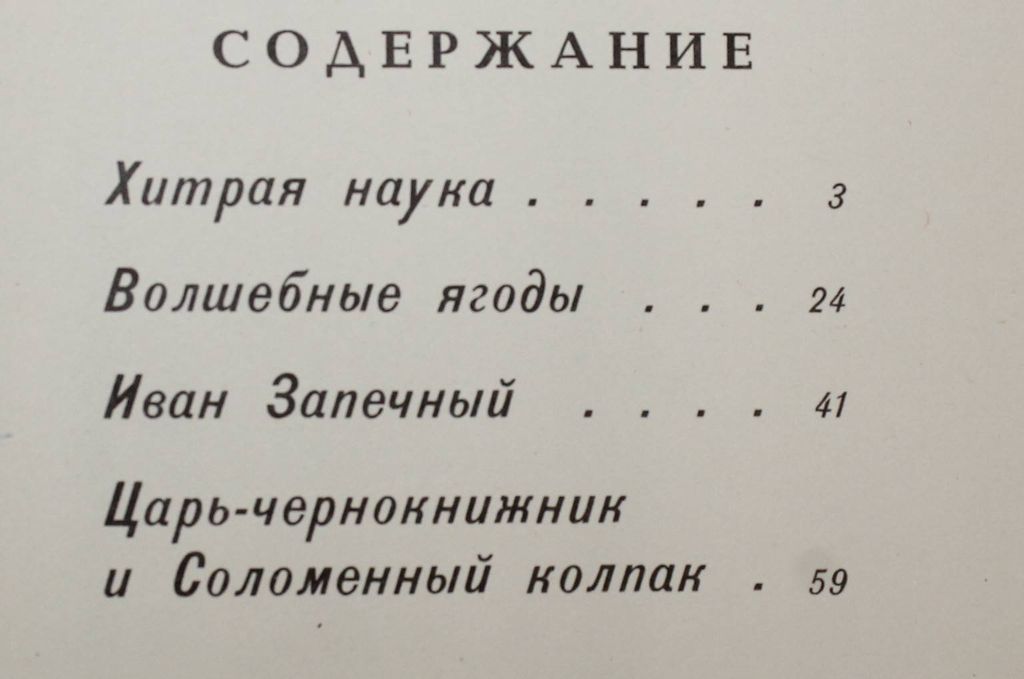 СОДЕРЖАНИЕ
Хитрая наука . . . . . 3
Волшебные ягоды . . . 24
Иван Запечный . . . . 41
Царь-чернокнижник
и Соломенный колпак . 59